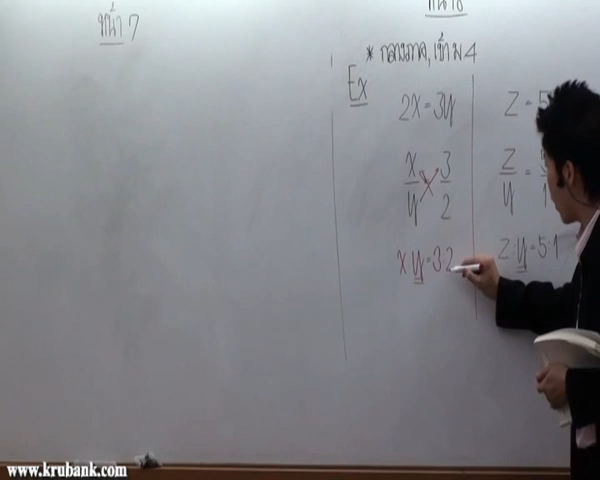 หน้า 7
* กลางภาค, เข้า ม 4
Ex
2x = 3y
x/y 3/2
x y = 3:2
z = 5
z/y = 5/1
z:y = 5:1
www.krubank.com